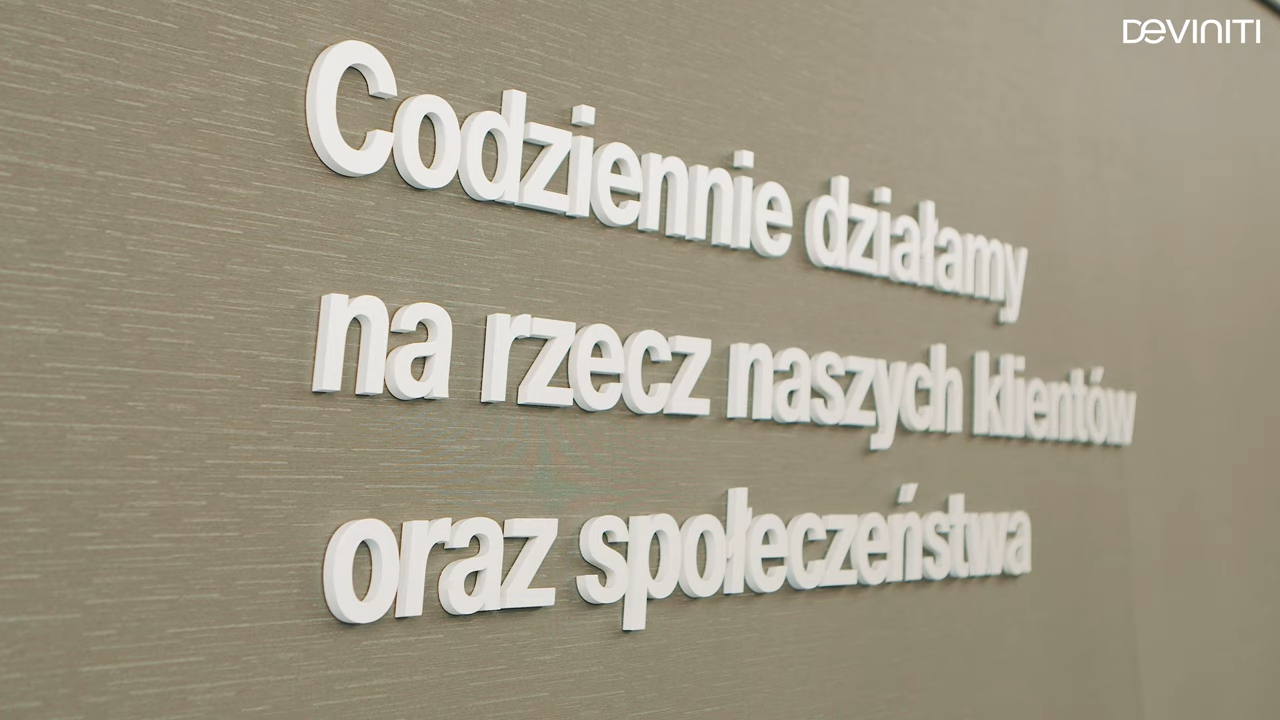 DEVINITI
Codziennie działamy
na rzecz naszych klientów
oraz społeczeństwa